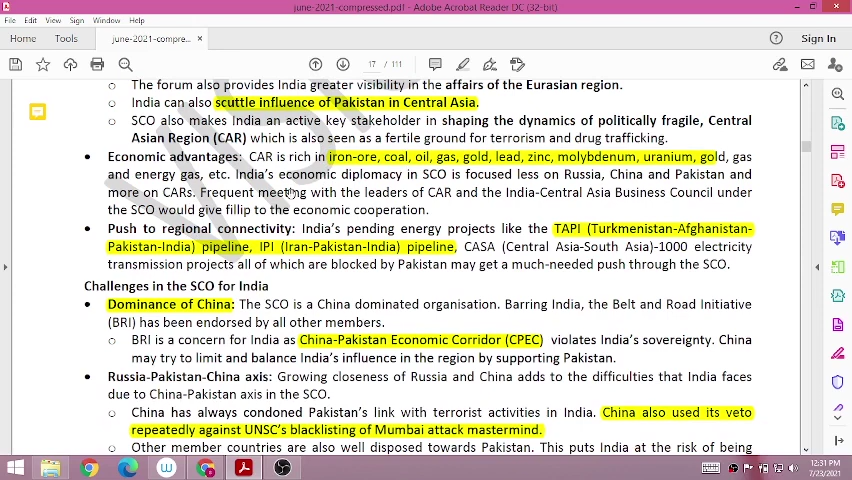 june-2021-compressed.pdf - Adobe Acrobat Reader DC (32-bit)
File Edit View Sign Window Help
Home Tools june-2021-compre... × Sign In
17 / 111
The forum also provides India greater visibility in the affairs of the Eurasian region.
o India can also scuttle influence of Pakistan in Central Asia.
o SCO also makes India an active key stakeholder in shaping the dynamics of politically fragile, Central
Asian Region (CAR) which is also seen as a fertile ground for terrorism and drug trafficking.
• Economic advantages: CAR is rich in iron-ore, coal, oil, gas, gold, lead, zinc, molybdenum, uranium, gold, gas
and energy gas, etc. India's economic diplomacy in SCO is focused less on Russia, China and Pakistan and
more on CARs. Frequent meeting with the leaders of CAR and the India-Central Asia Business Council under
the SCO would give fillip to the economic cooperation.
• Push to regional connectivity: India's pending energy projects like the TAPI (Turkmenistan-Afghanistan-
Pakistan-India) pipeline, IPI (Iran-Pakistan-India) pipeline, CASA (Central Asia-South Asia)-1000 electricity
transmission projects all of which are blocked by Pakistan may get a much-needed push through the SCO.
Challenges in the SCO for India
• Dominance of China: The SCO is a China dominated organisation. Barring India, the Belt and Road Initiative
(BRI) has been endorsed by all other members.
o BRI is a concern for India as China-Pakistan Economic Corridor (CPEC) violates India's sovereignty. China
may try to limit and balance India's influence in the region by supporting Pakistan.
• Russia-Pakistan-China axis: Growing closeness of Russia and China adds to the difficulties that India faces
due to China-Pakistan axis in the SCO.
o China has always condoned Pakistan's link with terrorist activities in India. China also used its veto
repeatedly against UNSC's blacklisting of Mumbai attack mastermind.
o Other member countries are also well disposed towards Pakistan. This puts India at the risk of being
12:31 PM
7/23/2021